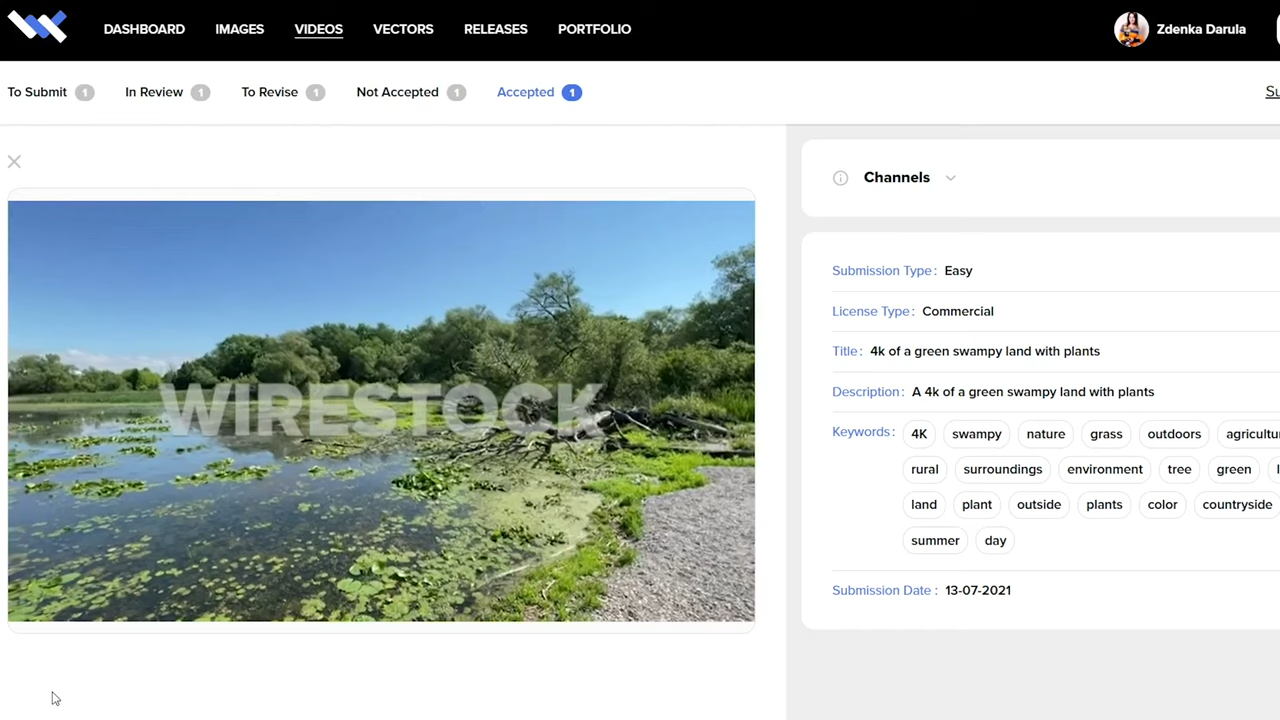 DASHBOARD IMAGES VIDEOS VECTORS RELEASES PORTFOLIO Zdenka Darula
To Submit 1 In Review 1 To Revise 1 Not Accepted 1 Accepted 1
Channels
WIRESTOCK
Submission Type: Easy
License Type: Commercial
Title: 4k of a green swampy land with plants
Description: A 4k of a green swampy land with plants
Keywords: 4K swampy nature grass outdoors
rural surroundings environment tree green
land plant outside plants color countryside
summer day
Submission Date: 13-07-2021